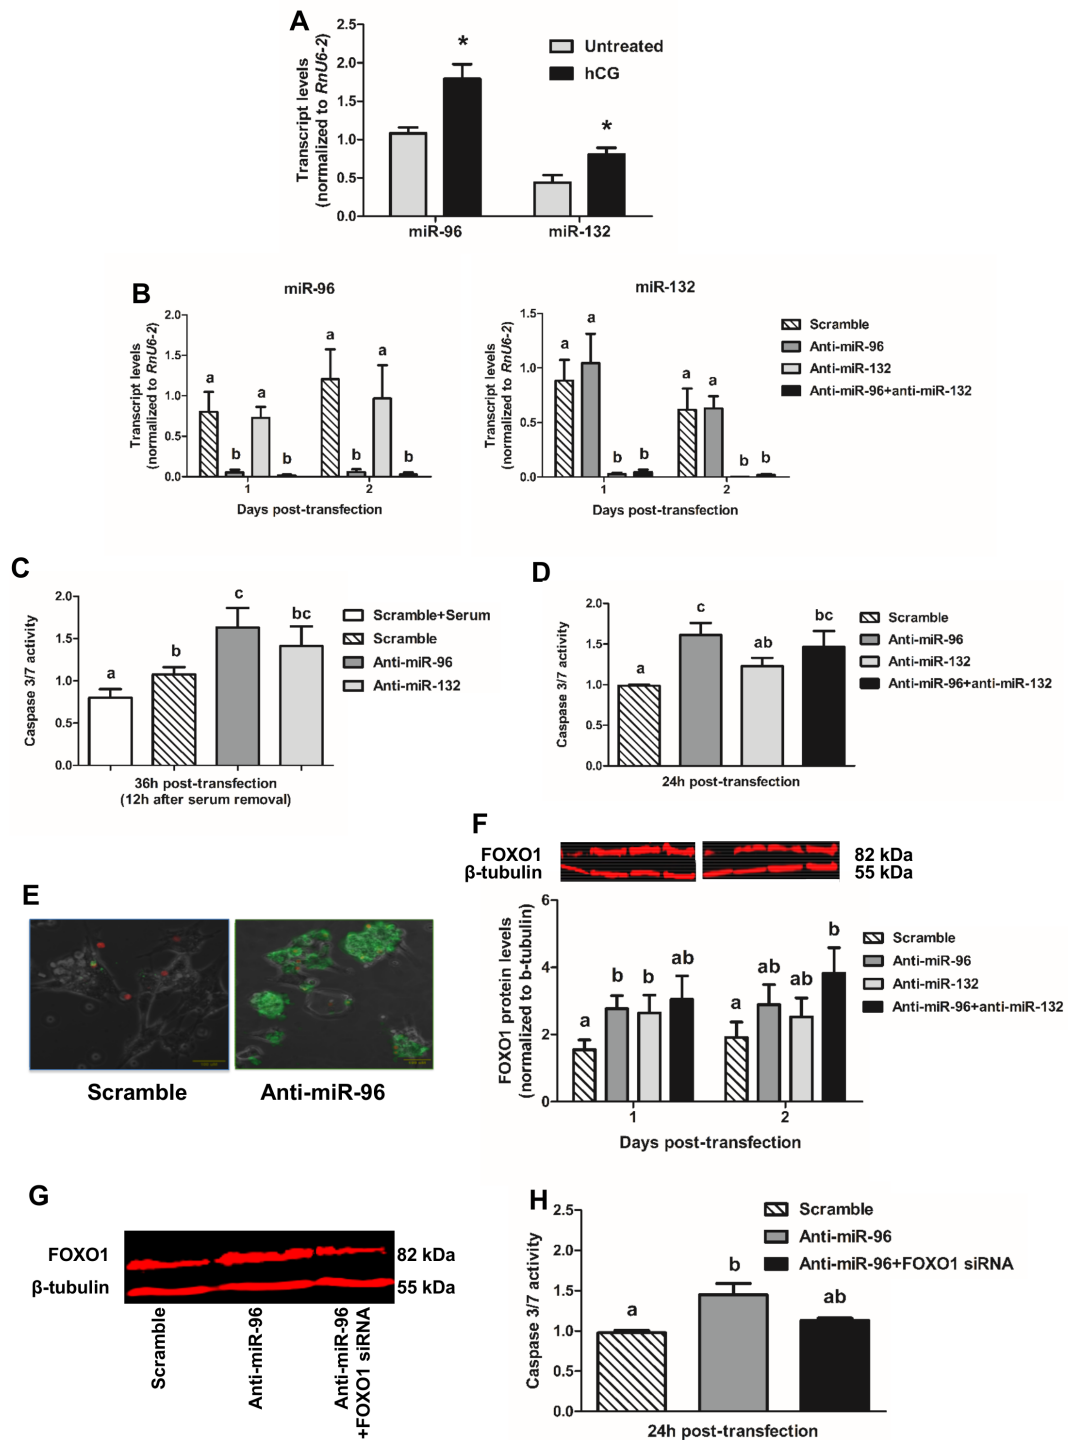 A
2.5
2.0
1.5
1.0
0.5
0.0
Transcript levels
(normalized to RnU6-2)
*
*
Untreated
hCG
miR-96
miR-132
B
miR-96
2.0
1.5
1.0
0.5
0.0
Transcript levels
(normalized to RnU6-2)
a
b
a
b
a
b
a
b
1
2
Days post-transfection
miR-132
1.5
1.0
0.5
0.0
Transcript levels
(normalized to RnU6-2)
a
a
b
b
a
a
b
b
1
2
Days post-transfection
Scramble
Anti-miR-96
Anti-miR-132
Anti-miR-96+anti-miR-132
C
2.0
1.5
1.0
0.5
0.0
Caspase 3/7 activity
a
b
c
bc
36h post-transfection
(12h after serum removal)
Scramble+Serum
Scramble
Anti-miR-96
Anti-miR-132
D
2.0
1.5
1.0
0.5
0.0
Caspase 3/7 activity
a
c
ab
bc
24h post-transfection
Scramble
Anti-miR-96
Anti-miR-132
Anti-miR-96+anti-miR-132
E
Scramble
Anti-miR-96
F
FOXO1
82 kDa
β-tubulin
55 kDa
6
4
2
0
FOXO1 protein levels
(normalized to b-tubulin)
a
b
b
ab
a
ab
ab
b
1
2
Days post-transfection
Scramble
Anti-miR-96
Anti-miR-132
Anti-miR-96+anti-miR-132
G
FOXO1
82 kDa
β-tubulin
55 kDa
Scramble
Anti-miR-96
Anti-miR-96
+FOXO1 siRNA
H
2.5
2.0
1.5
1.0
0.5
0.0
Caspase 3/7 activity
a
b
ab
24h post-transfection
Scramble
Anti-miR-96
Anti-miR-96+FOXO1 siRNA